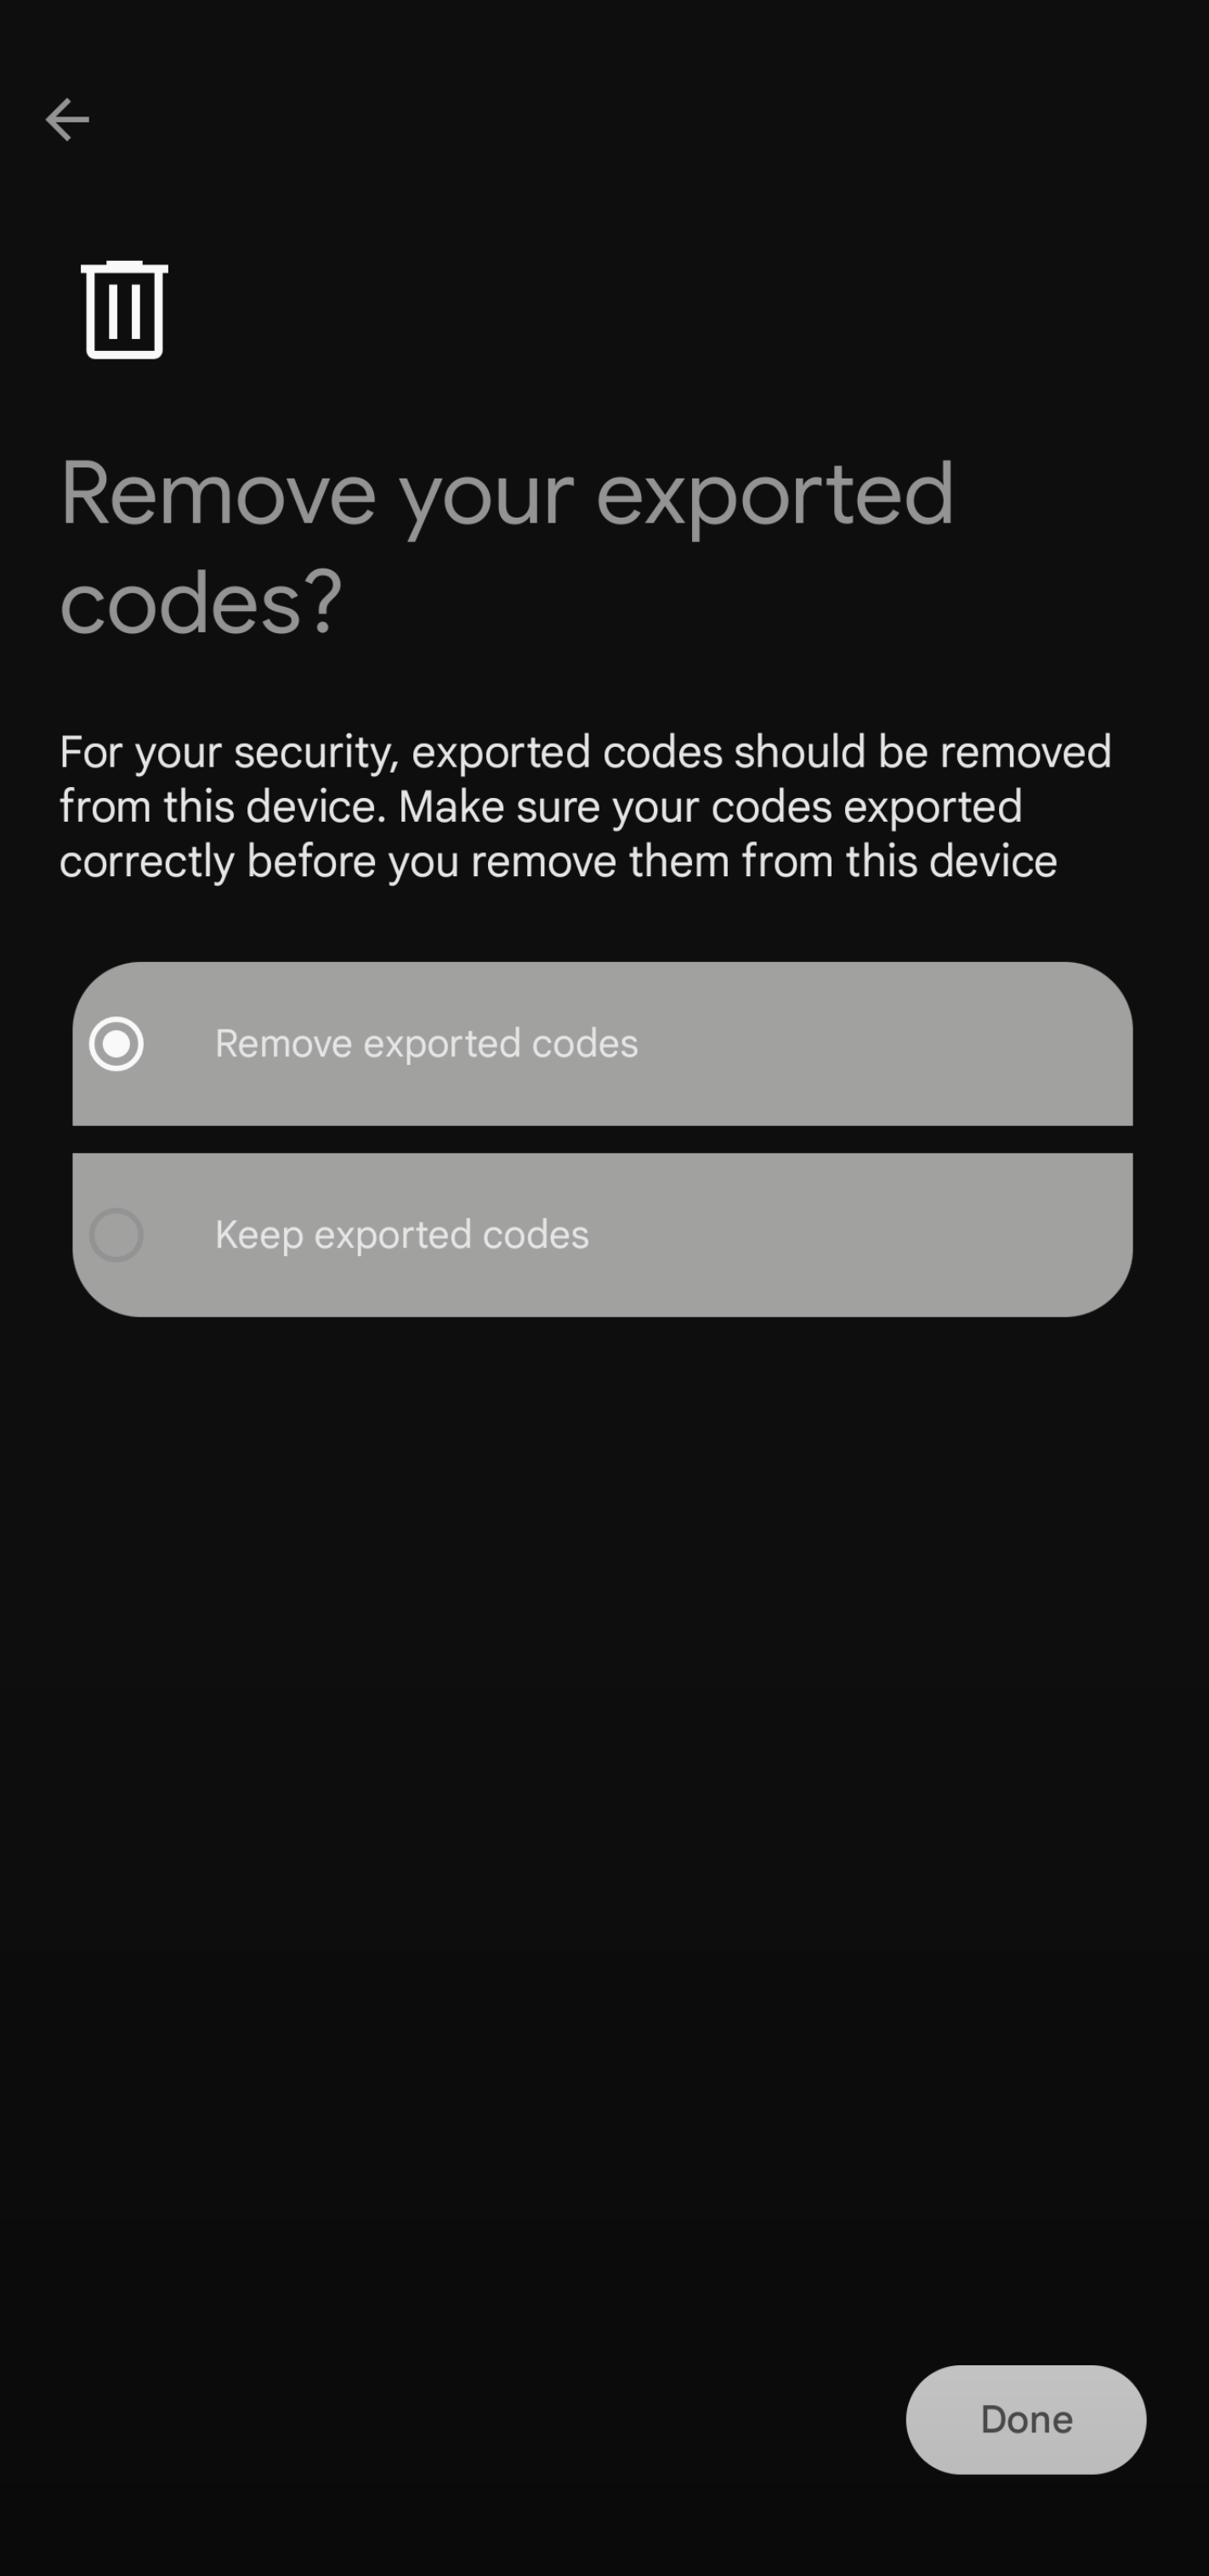 Remove your exported
codes?
For your security, exported codes should be removed
from this device. Make sure your codes exported
correctly before you remove them from this device
Remove exported codes
Keep exported codes
Done